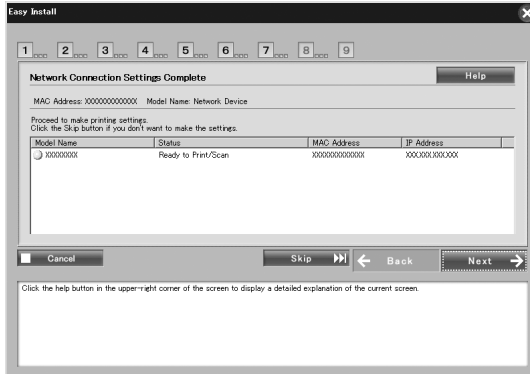 Easy Install
1 2 3 4 5 6 7 8 9
Network Connection Settings Complete Help
MAC Address: XXXXXXXXXXXX Model Name: Network Device
Proceed to make printing settings.
Click the Skip button if you don't want to make the settings.
Model Name Status MAC Address IP Address
XXXXXXXX Ready to Print/Scan XXXXXXXXXXXX XXX.XXX.XXX.XXX
Cancel Skip Back Next
Click the help button in the upper-right corner of the screen to display a detailed explanation of the current screen.